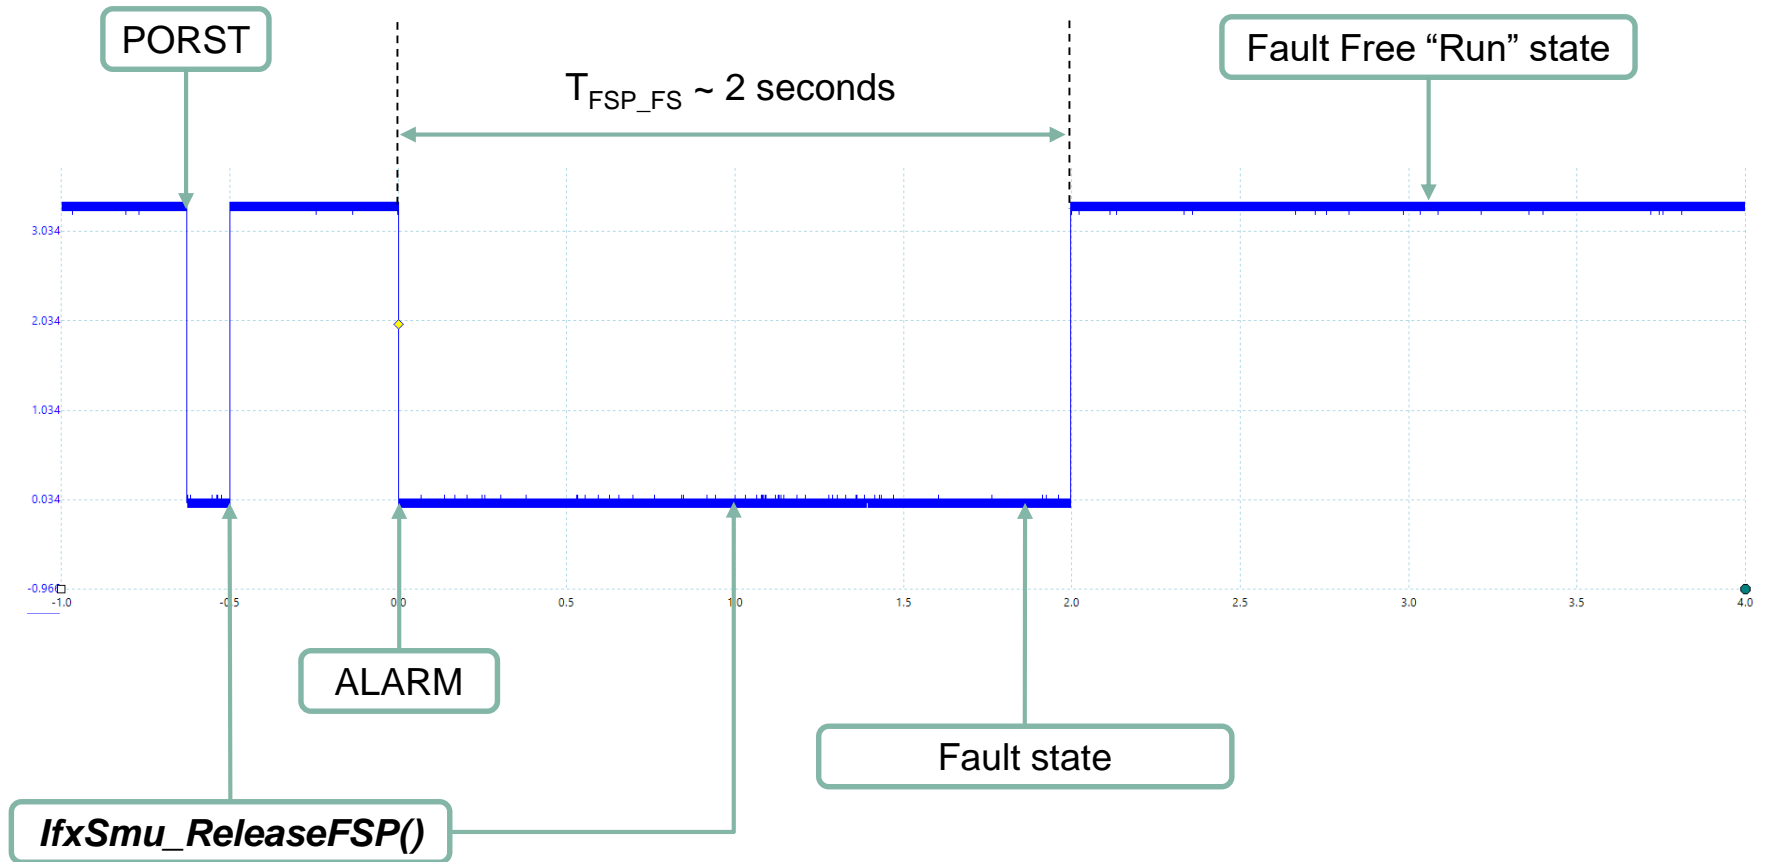 PORST
Fault Free “Run” state
T_FSP_FS ~ 2 seconds
3.034
2.034
1.034
0.034
-0.966
-1.0 -0.5 0.0 0.5 1.0 1.5 2.0 2.5 3.0 3.5 4.0
ALARM
Fault state
IfxSmu_ReleaseFSP()